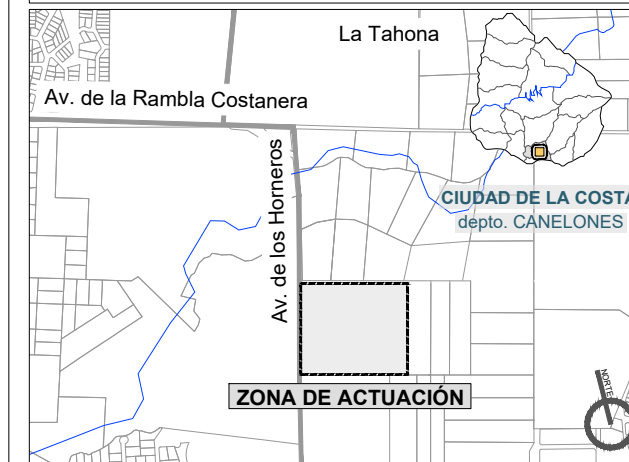 La Tahona
Av. de la Rambla Costanera
Av. de los Horneros
CIUDAD DE LA COSTA
depto. CANELONES
ZONA DE ACTUACIÓN
NORTE